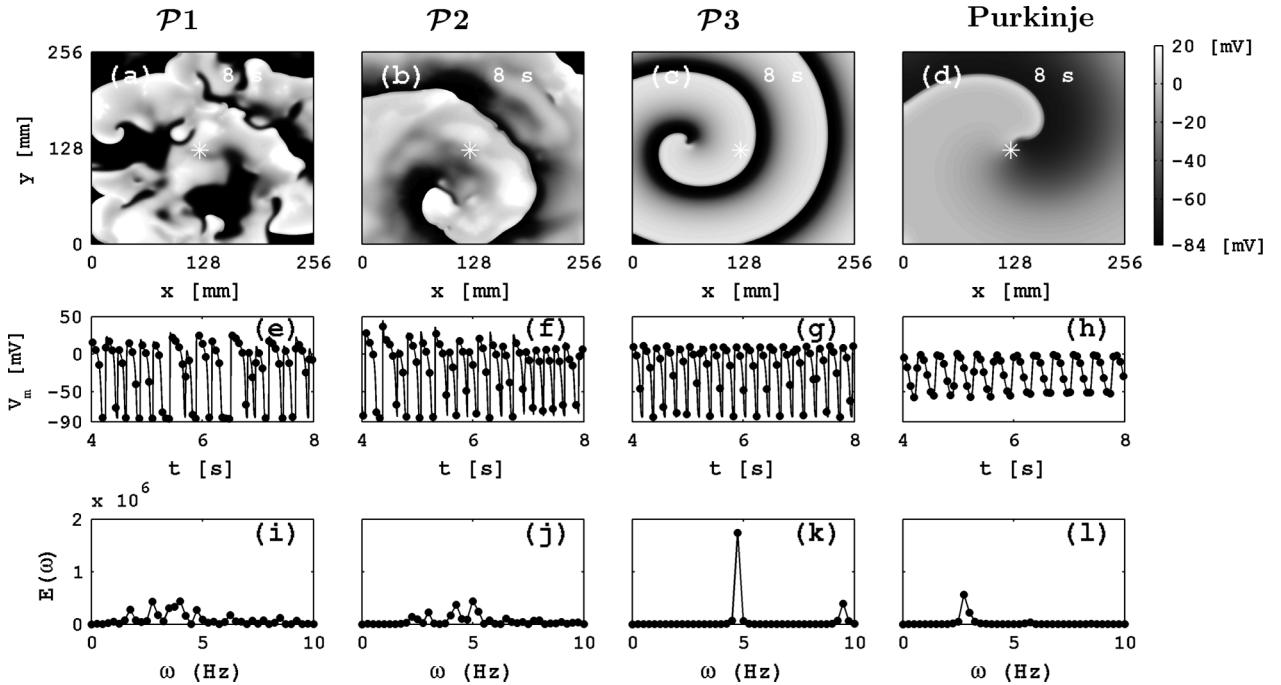 P1 P2 P3 Purkinje
256 20 [mV]
(a) 8 s (b) 8 s (c) 8 s (d) 8 s
0
-20
y [mm] 128
-40
-60
0 -84 [mV]
0 128 256 0 128 256 0 128 256 0 128 256
x [mm] x [mm] x [mm] x [mm]
50 (e) (f) (g) (h)
V_m [mV] 0
-50
-90
4 6 8 4 6 8 4 6 8 4 6 8
t [s] t [s] t [s] t [s]
x 10^6
2 (i) (j) (k) (l)
E(ω) 1
0
0 5 10 0 5 10 0 5 10 0 5 10
ω (Hz) ω (Hz) ω (Hz) ω (Hz)